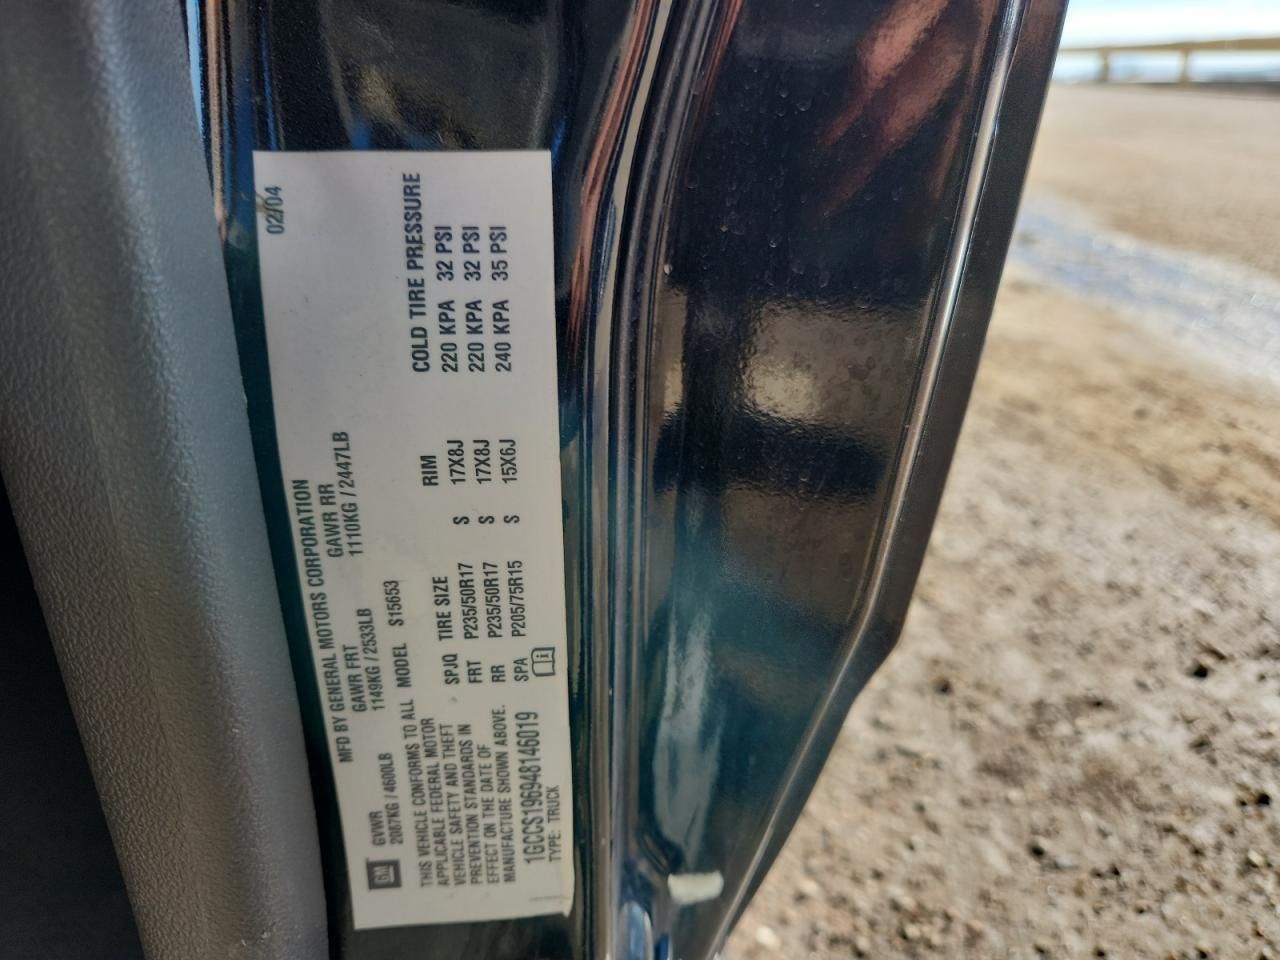 02/04
MFD BY GENERAL MOTORS CORPORATION
GM GVWR GAWR FRT GAWR RR
2087KG / 4600LB 1149KG / 2533LB 1110KG / 2447LB
THIS VEHICLE CONFORMS TO ALL
APPLICABLE FEDERAL MOTOR
VEHICLE SAFETY AND THEFT
PREVENTION STANDARDS IN
EFFECT ON THE DATE OF
MANUFACTURE SHOWN ABOVE.
1GCCS196948146019
TYPE: TRUCK
MODEL S15653
SPJQ TIRE SIZE RIM COLD TIRE PRESSURE
FRT P235/50R17 S 17X8J 220 KPA 32 PSI
RR P235/50R17 S 17X8J 220 KPA 32 PSI
SPA P205/75R15 S 15X6J 240 KPA 35 PSI